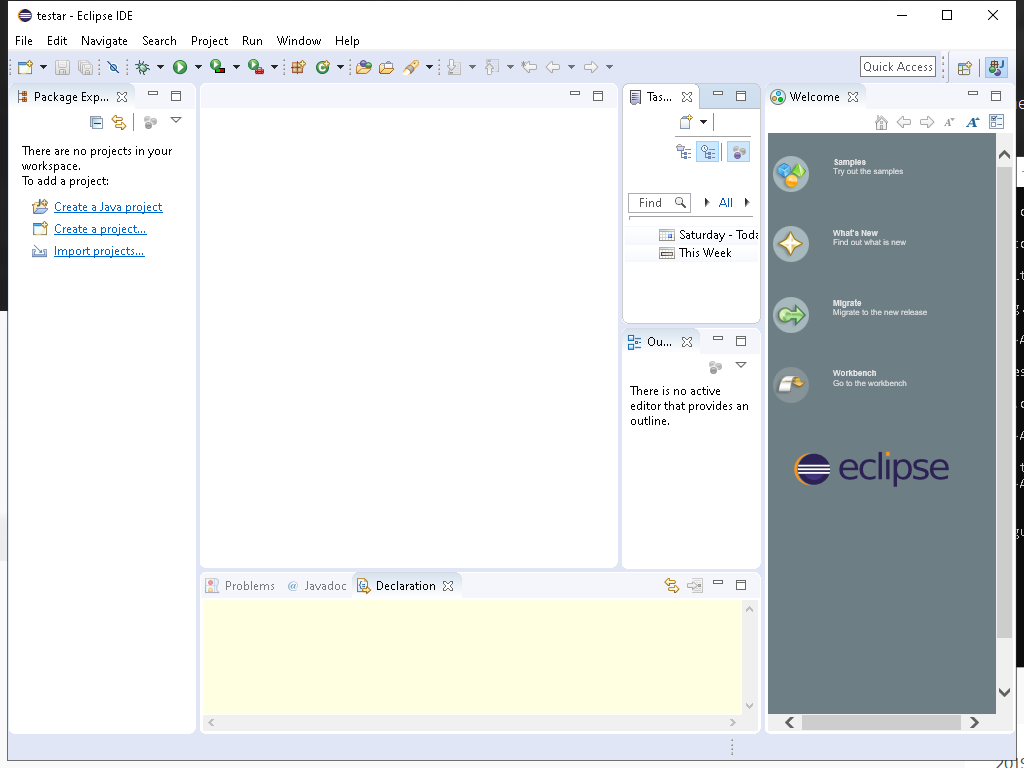 testar - Eclipse IDE
File Edit Navigate Search Project Run Window Help
Quick Access
Package Exp...
There are no projects in your
workspace.
To add a project:
Create a Java project
Create a project...
Import projects...
Tas...
Find
All
Saturday - Toda
This Week
Ou...
There is no active
editor that provides an
outline.
Welcome
Samples
Try out the samples
What's New
Find out what is new
Migrate
Migrate to the new release
Workbench
Go to the workbench
eclipse
Problems @ Javadoc Declaration